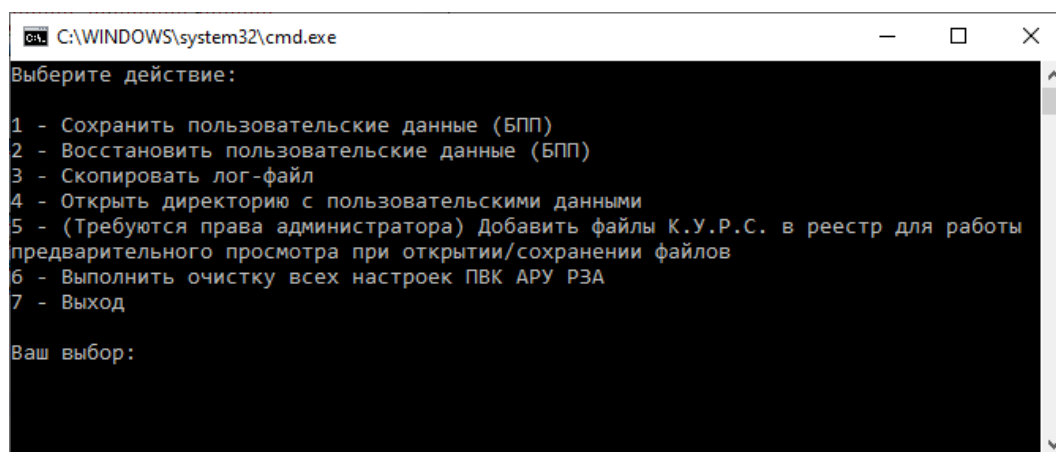 C:\WINDOWS\system32\cmd.exe
Выберите действие:
1 - Сохранить пользовательские данные (БПП)
2 - Восстановить пользовательские данные (БПП)
3 - Скопировать лог-файл
4 - Открыть директорию с пользовательскими данными
5 - (Требуются права администратора) Добавить файлы К.У.Р.С. в реестр для работы
предварительного просмотра при открытии/сохранении файлов
6 - Выполнить очистку всех настроек ПВК АРУ РЗА
7 - Выход
Ваш выбор: